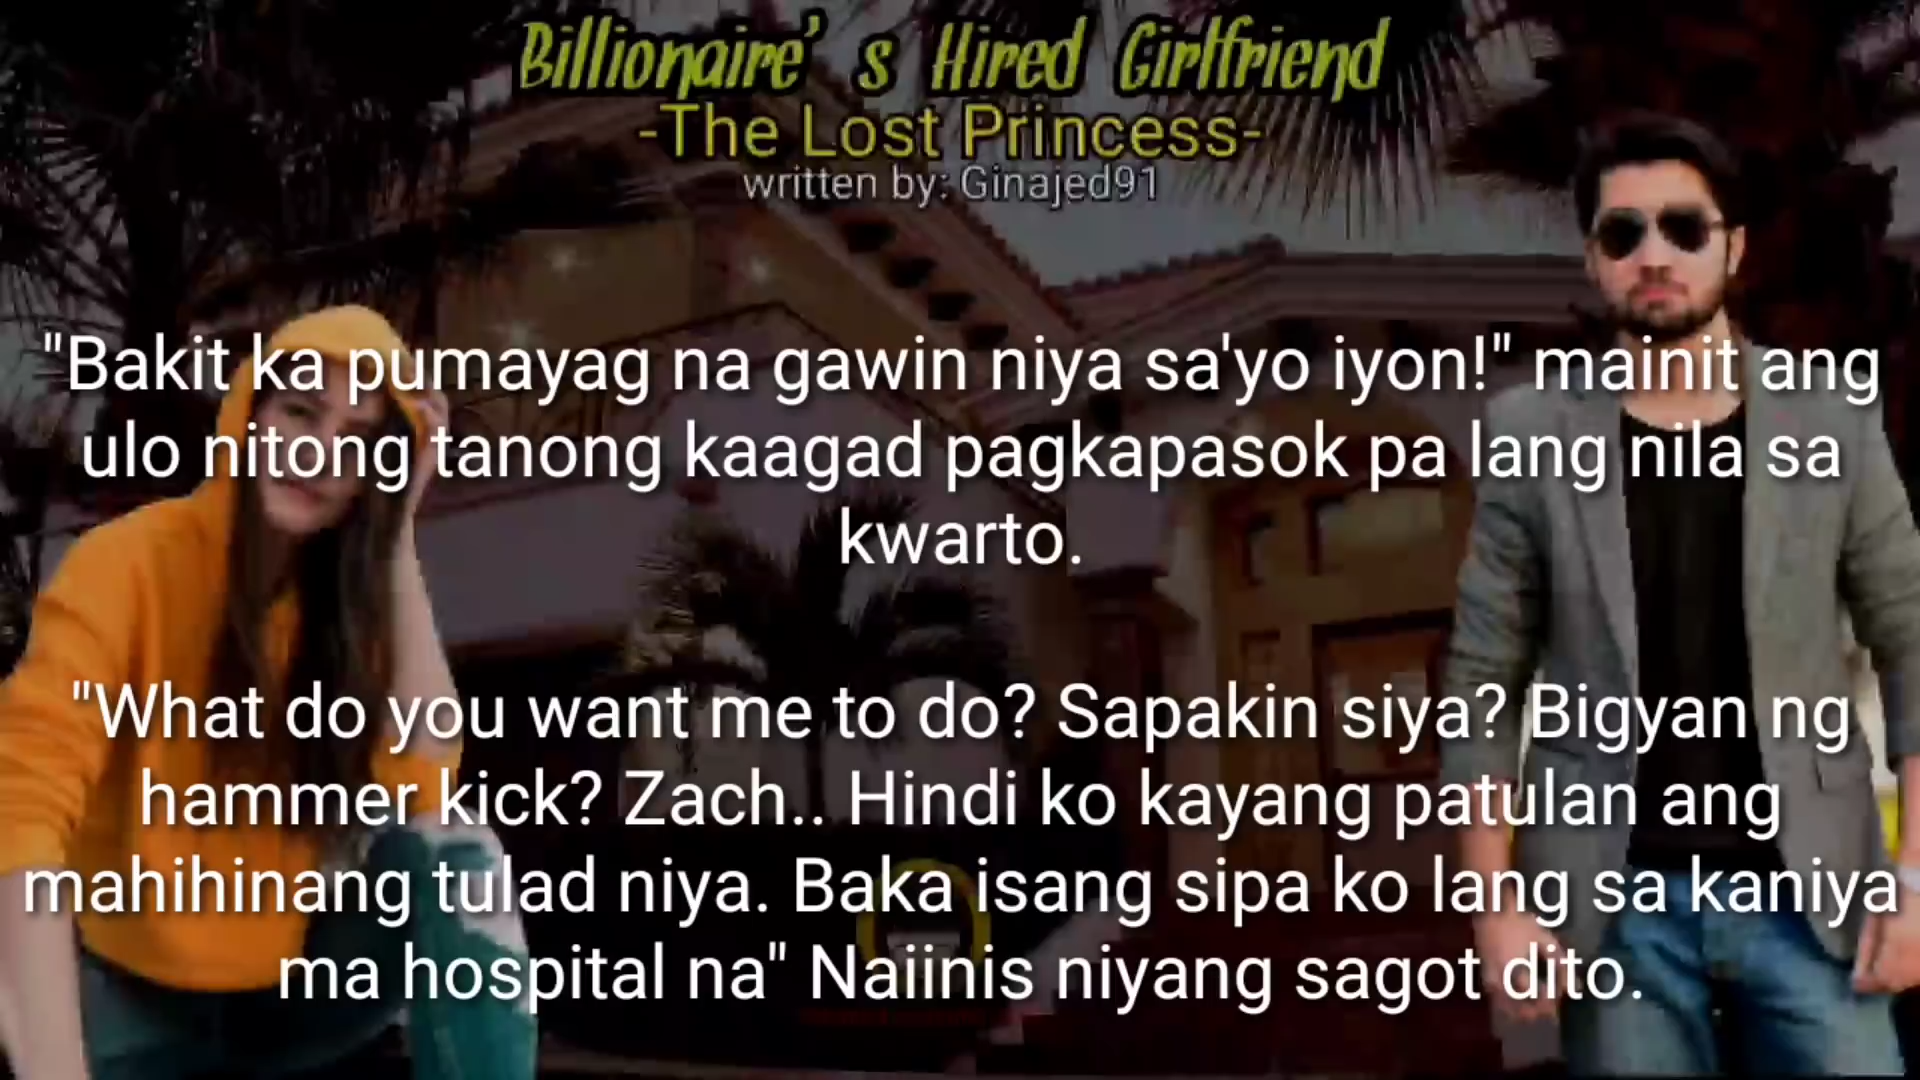 Billionaire's Hired Girlfriend
-The Lost Princess-
written by: Ginajed91
"Bakit ka pumayag na gawin niya sa'yo iyon!" mainit ang
ulo nitong tanong kaagad pagkapasok pa lang nila sa
kwarto.
"What do you want me to do? Sapakin siya? Bigyan ng
hammer kick? Zach.. Hindi ko kayang patulan ang
mahihinang tulad niya. Baka isang sipa ko lang sa kaniya
ma hospital na" Naiinis niyang sagot dito.